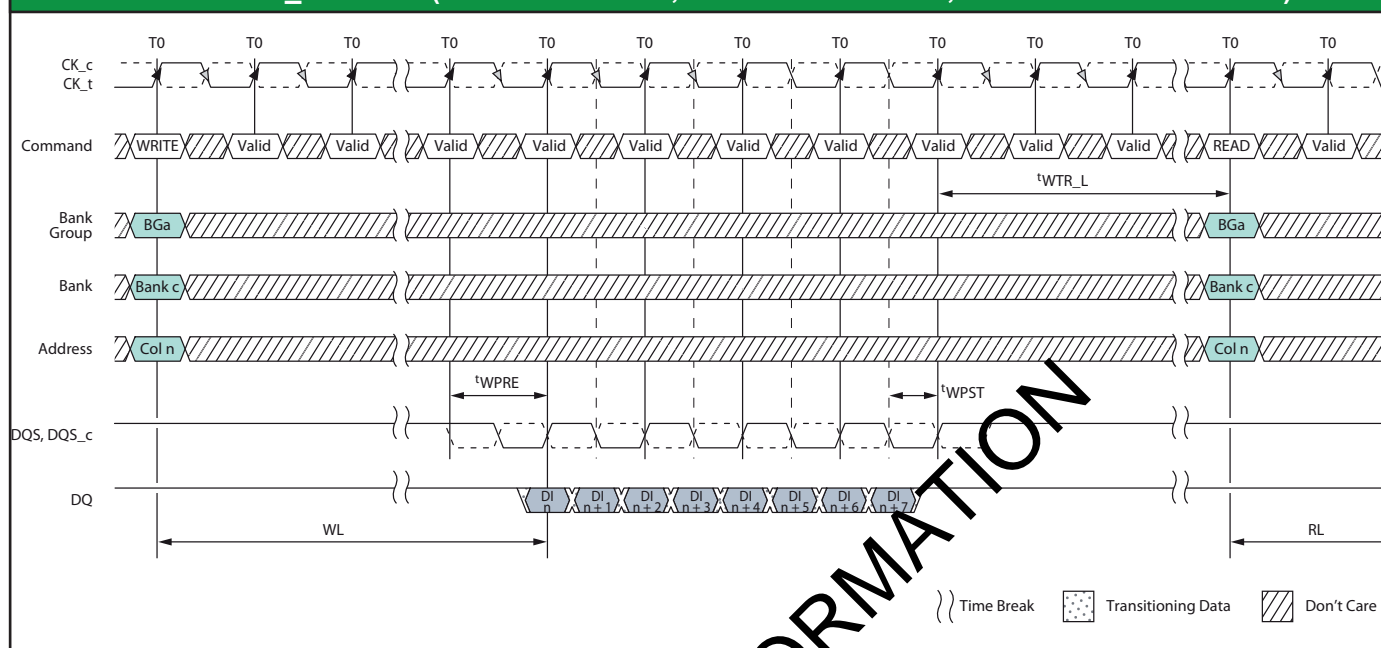 T0 T0 T0 T0 T0 T0 T0 T0 T0 T0 T0 T0 T0
CK_c
CK_t
Command WRITE Valid Valid Valid Valid Valid Valid Valid Valid Valid Valid READ Valid
tWTR_L
Bank
Group
BGa BGa
Bank Bank c Bank c
Address Col n Col n
tWPRE tWPST
DQS, DQS_c
DQ
DI n DI n + 1 DI n + 2 DI n + 3 DI n + 4 DI n + 5 DI n + 6 DI n + 7
WL RL
Time Break Transitioning Data Don't Care
ORMATION